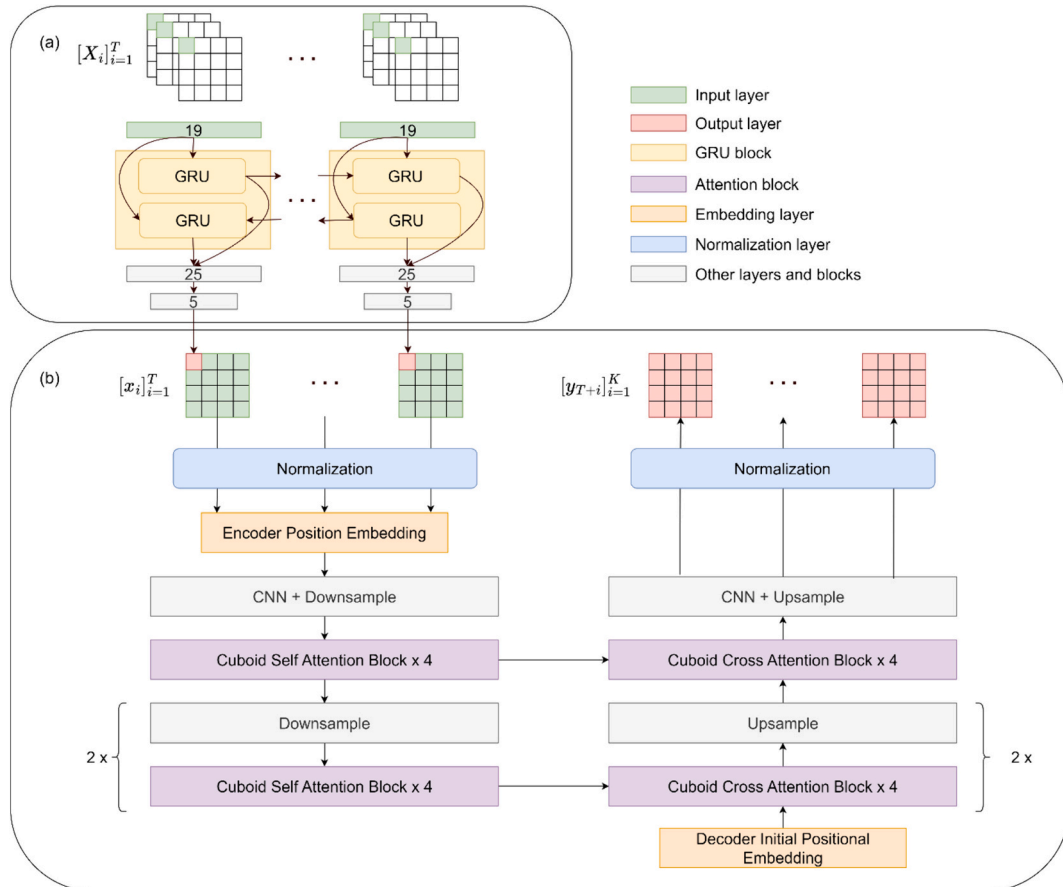 (a)
[X_i]_{i=1}^T
...
19
19
GRU
GRU
...
GRU
GRU
25
25
5
5
Input layer
Output layer
GRU block
Attention block
Embedding layer
Normalization layer
Other layers and blocks
(b)
[x_i]_{i=1}^T
...
[y_{T+i}]_{i=1}^K
...
Normalization
Normalization
Encoder Position Embedding
CNN + Downsample
CNN + Upsample
Cuboid Self Attention Block x 4
Cuboid Cross Attention Block x 4
Downsample
Upsample
2 x
2 x
Cuboid Self Attention Block x 4
Cuboid Cross Attention Block x 4
Decoder Initial Positional
Embedding